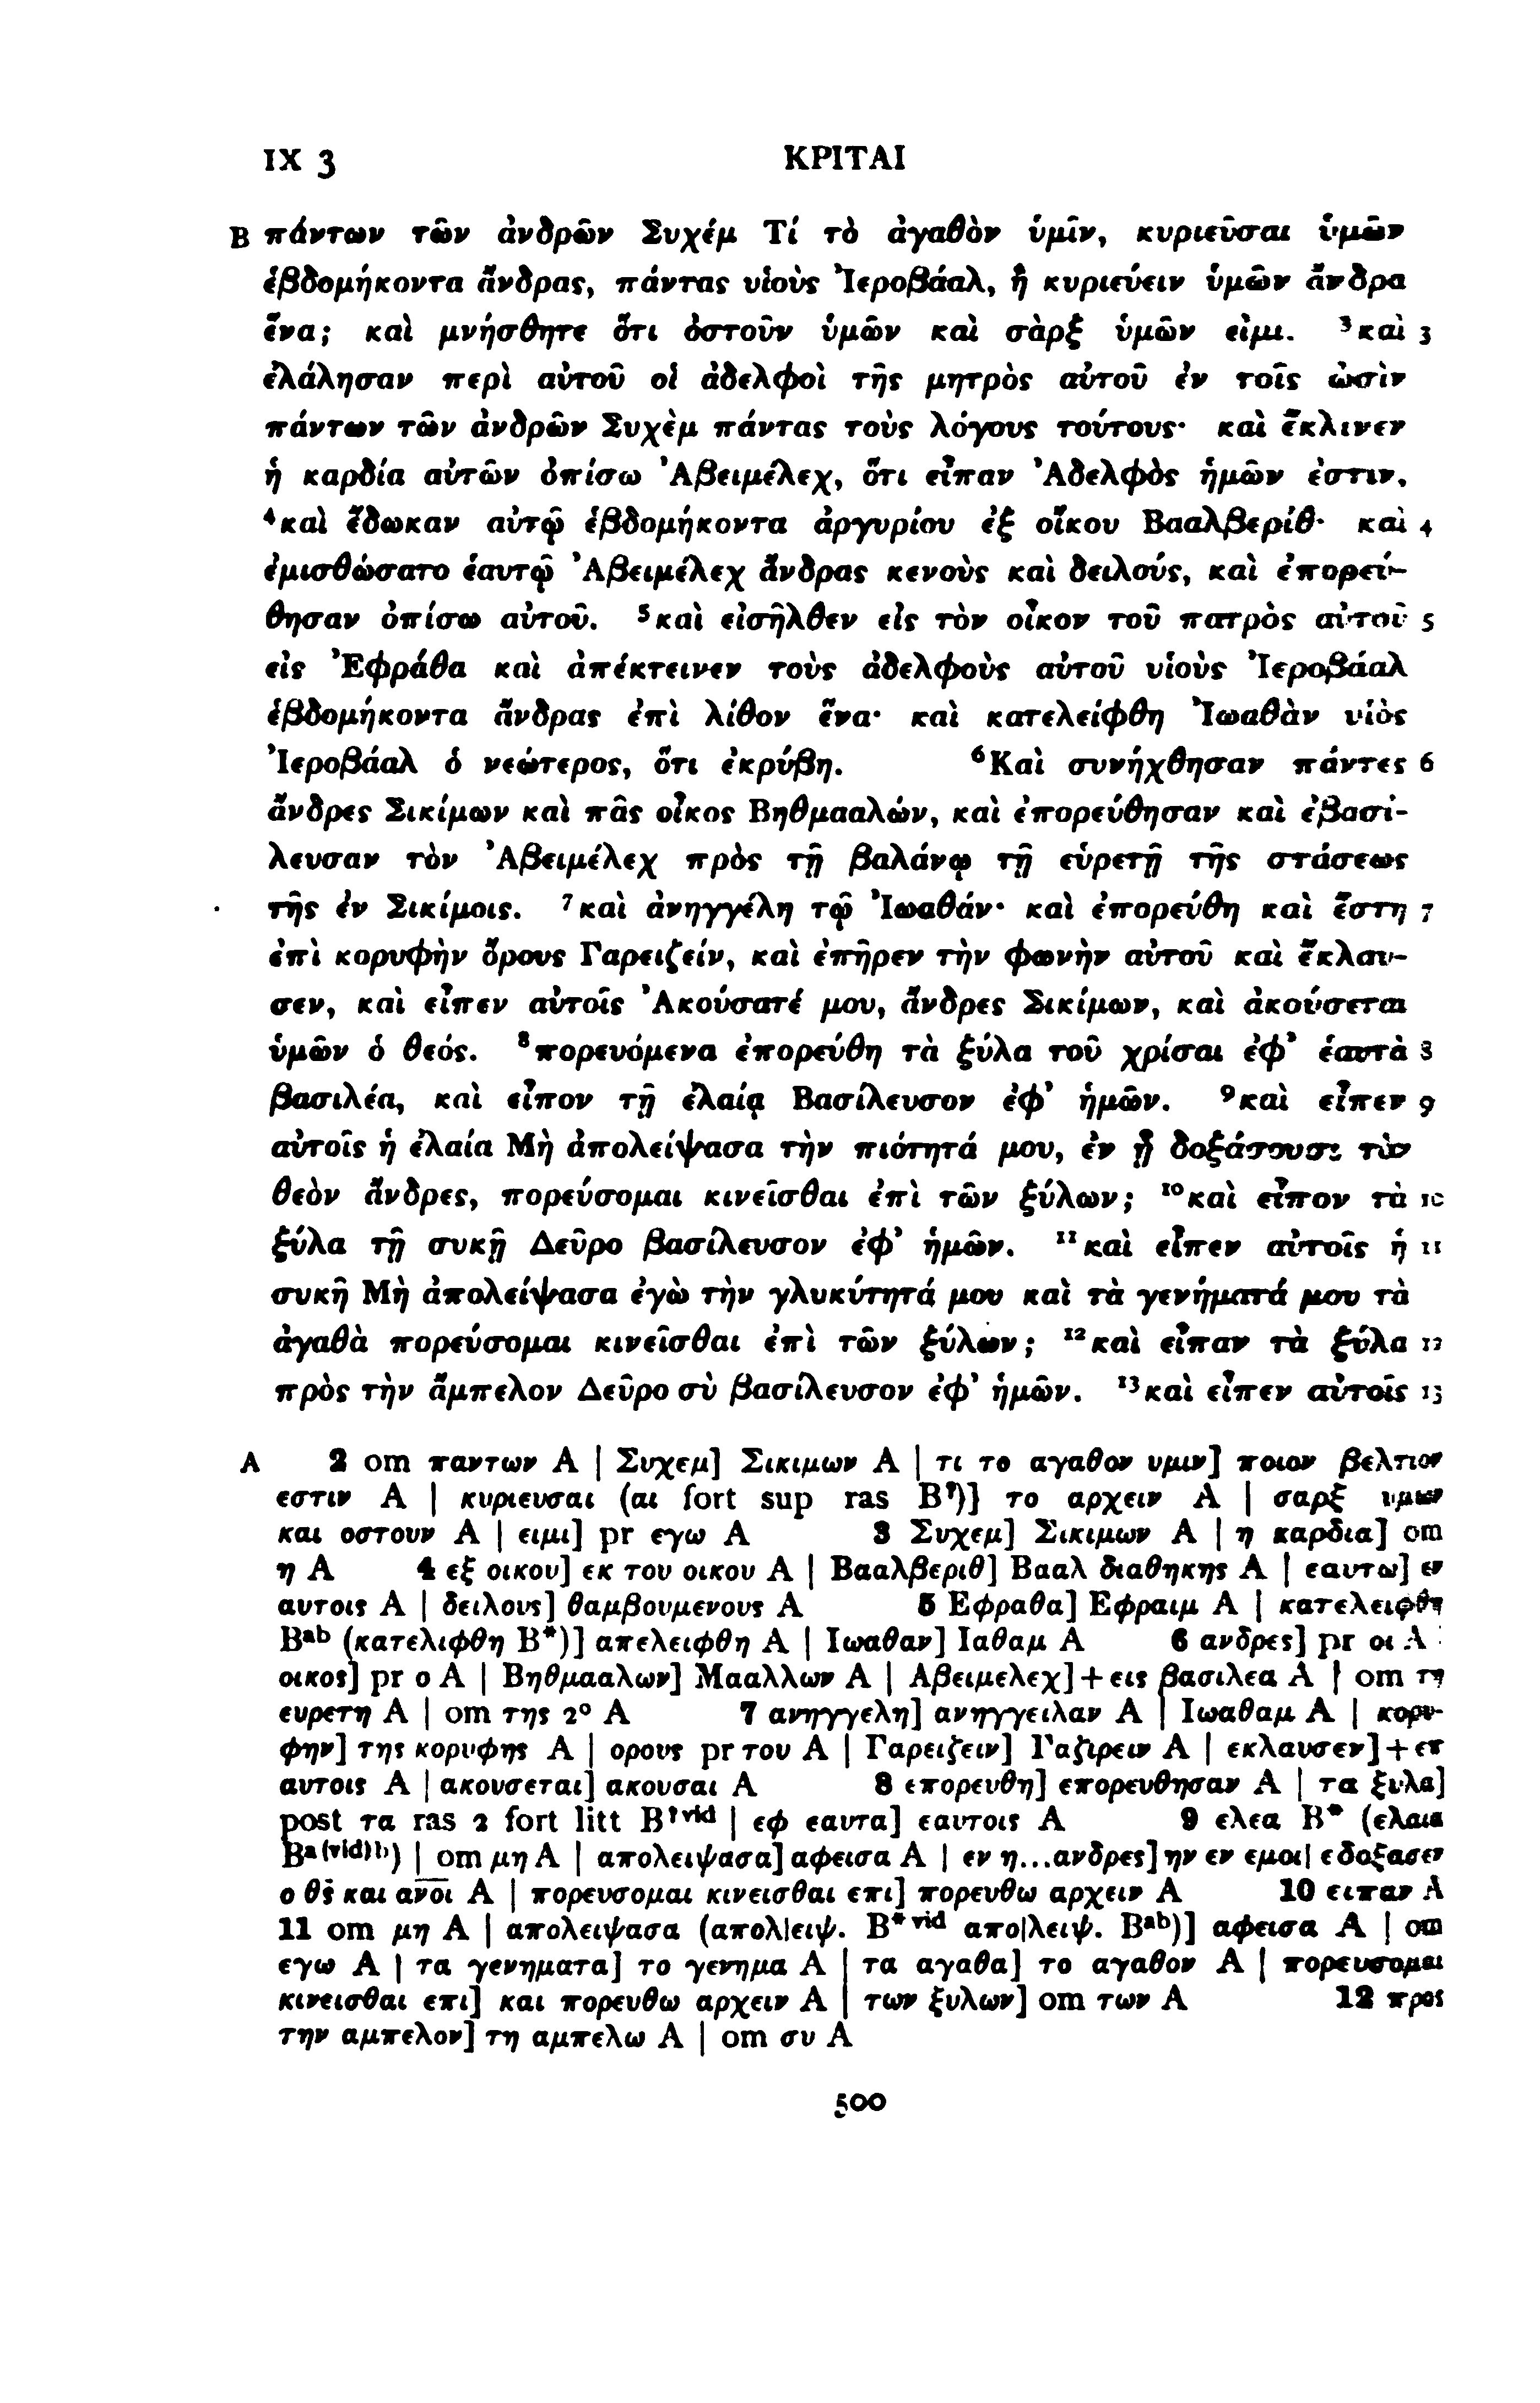 IX 3 ΚΡΙΤΑΙ
B πάντων τῶν ἀνδρῶν Συχέμ Τί τὸ ἀγαθὸν ὑμῖν, κυριεῦσαι ὑμῶν
ἑβδομήκοντα ἄνδρας, πάντας υἱοὺς Ἰεροβάαλ, ἢ κυριεύειν ὑμῶν ἄνδρα
ἕνα; καὶ μνήσθητε ὅτι ὀστοῦν ὑμῶν καὶ σὰρξ ὑμῶν εἰμι. ³καὶ 3
ἐλάλησαν περὶ αὐτοῦ οἱ ἀδελφοὶ τῆς μητρὸς αὐτοῦ ἐν τοῖς ὠσὶν
πάντων τῶν ἀνδρῶν Συχὲμ πάντας τοὺς λόγους τούτους· καὶ ἔκλινεν
ἡ καρδία αὐτῶν ὀπίσω Ἀβειμέλεχ, ὅτι εἶπαν Ἀδελφὸς ἡμῶν ἐστιν.
⁴καὶ ἔδωκαν αὐτῷ ἑβδομήκοντα ἀργυρίου ἐξ οἴκου Βααλβερίθ· καὶ 4
ἐμισθώσατο ἑαυτῷ Ἀβειμέλεχ ἄνδρας κενοὺς καὶ δειλούς, καὶ ἐπορεύ-
θησαν ὀπίσω αὐτοῦ. ⁵καὶ εἰσῆλθεν εἰς τὸν οἶκον τοῦ πατρὸς αὐτοῦ 5
εἰς Ἐφράθα καὶ ἀπέκτεινεν τοὺς ἀδελφοὺς αὐτοῦ υἱοὺς Ἰεροβάαλ
ἑβδομήκοντα ἄνδρας ἐπὶ λίθον ἕνα· καὶ κατελείφθη Ἰωαθὰν υἱὸς
Ἰεροβάαλ ὁ νεώτερος, ὅτι ἐκρύβη. ⁶Καὶ συνήχθησαν πάντες 6
ἄνδρες Σικίμων καὶ πᾶς οἶκος Βηθμααλών, καὶ ἐπορεύθησαν καὶ ἐβασί-
λευσαν τὸν Ἀβειμέλεχ πρὸς τῇ βαλάνῳ τῇ εὑρετῇ τῆς στάσεως
τῆς ἐν Σικίμοις. ⁷καὶ ἀνηγγέλη τῷ Ἰωαθάν· καὶ ἐπορεύθη καὶ ἔστη 7
ἐπὶ κορυφὴν ὄρους Γαρειζείν, καὶ ἐπῆρεν τὴν φωνὴν αὐτοῦ καὶ ἔκλαυ-
σεν, καὶ εἶπεν αὐτοῖς Ἀκούσατέ μου, ἄνδρες Σικίμων, καὶ ἀκούσεται
ὑμῶν ὁ θεός. ⁸πορευόμενα ἐπορεύθη τὰ ξύλα τοῦ χρίσαι ἐφ᾽ ἑαυτὰ 8
βασιλέα, καὶ εἶπον τῇ ἐλαίᾳ Βασίλευσον ἐφ᾽ ἡμῶν. ⁹καὶ εἶπεν 9
αὐτοῖς ἡ ἐλαία Μὴ ἀπολείψασα τὴν πιότητά μου, ἐν ᾗ δοξάσουσι τὸν
θεὸν ἄνδρες, πορεύσομαι κινεῖσθαι ἐπὶ τῶν ξύλων; ¹⁰καὶ εἶπον τὰ 10
ξύλα τῇ συκῇ Δεῦρο βασίλευσον ἐφ᾽ ἡμῶν. ¹¹καὶ εἶπεν αὐτοῖς ἡ 11
συκῆ Μὴ ἀπολείψασα ἐγὼ τὴν γλυκύτητά μου καὶ τὰ γενήματά μου τὰ
ἀγαθὰ πορεύσομαι κινεῖσθαι ἐπὶ τῶν ξύλων; ¹²καὶ εἶπαν τὰ ξύλα 12
πρὸς τὴν ἄμπελον Δεῦρο σὺ βασίλευσον ἐφ᾽ ἡμῶν. ¹³καὶ εἶπεν αὐτοῖς 13
A 2 om παντων A | Συχεμ] Σικιμων A | τι το αγαθον υμιν] ποιον βελτιον
εστιν A | κυριευσαι (αι fort sup ras B?)] το αρχειν A | σαρξ υμων
και οστουν A | ειμι] pr εγω A 3 Συχεμ] Σικιμων A | η καρδια] om
η A 4 εξ οικου] εκ του οικου A | Βααλβεριθ] Βααλ διαθηκης A | εαυτω] εν
αυτοις A | δειλους] θαμβουμενους A 5 Εφραθα] Εφραιμ A | κατελειφθη
Bᵃᵇ (κατελιφθη B*)] απελειφθη A | Ιωαθαν] Ιαθαμ A 6 ανδρες] pr οι A
οικος] pr ο A | Βηθμααλων] Μααλλων A | Αβειμελεχ]+εις βασιλεα A | om τη
ευρετη A | om της 2° A 7 ανηγγελη] ανηγγειλαν A | Ιωαθαμ A | κορυ-
φην] της κορυφης A | ορους pr του A | Γαρειζειν] Γαζιρειν A | εκλαυσεν]+επ
αυτοις A | ακουσεται] ακουσαι A 8 επορευθη] επορευθησαν A | τα ξυλα]
post τα ras 2 fort litt B?ᵛⁱᵈ | εφ εαυτα] εαυτοις A 9 ελεα B* (ελαια
Bᵃ⁽ᵛⁱᵈ⁾ᵇ) | om μη A | απολειψασα] αφεισα A | εν η...ανδρες] ην εν εμοι| εδοξασεν
ο θ̅ς̅ και α̅ν̅ο̅ι̅ A | πορευσομαι κινεισθαι επι] πορευθω αρχειν A 10 ειπαν A
11 om μη A | απολειψασα (απολ|ειψ. B*ᵛⁱᵈ απο|λειψ. Bᵃᵇ)] αφεισα A | om
εγω A | τα γενηματα] το γενημα A | τα αγαθα] το αγαθον A | πορευσομαι
κινεισθαι επι] και πορευθω αρχειν A | των ξυλων] om των A 12 προς
την αμπελον] τη αμπελω A | om συ A
500